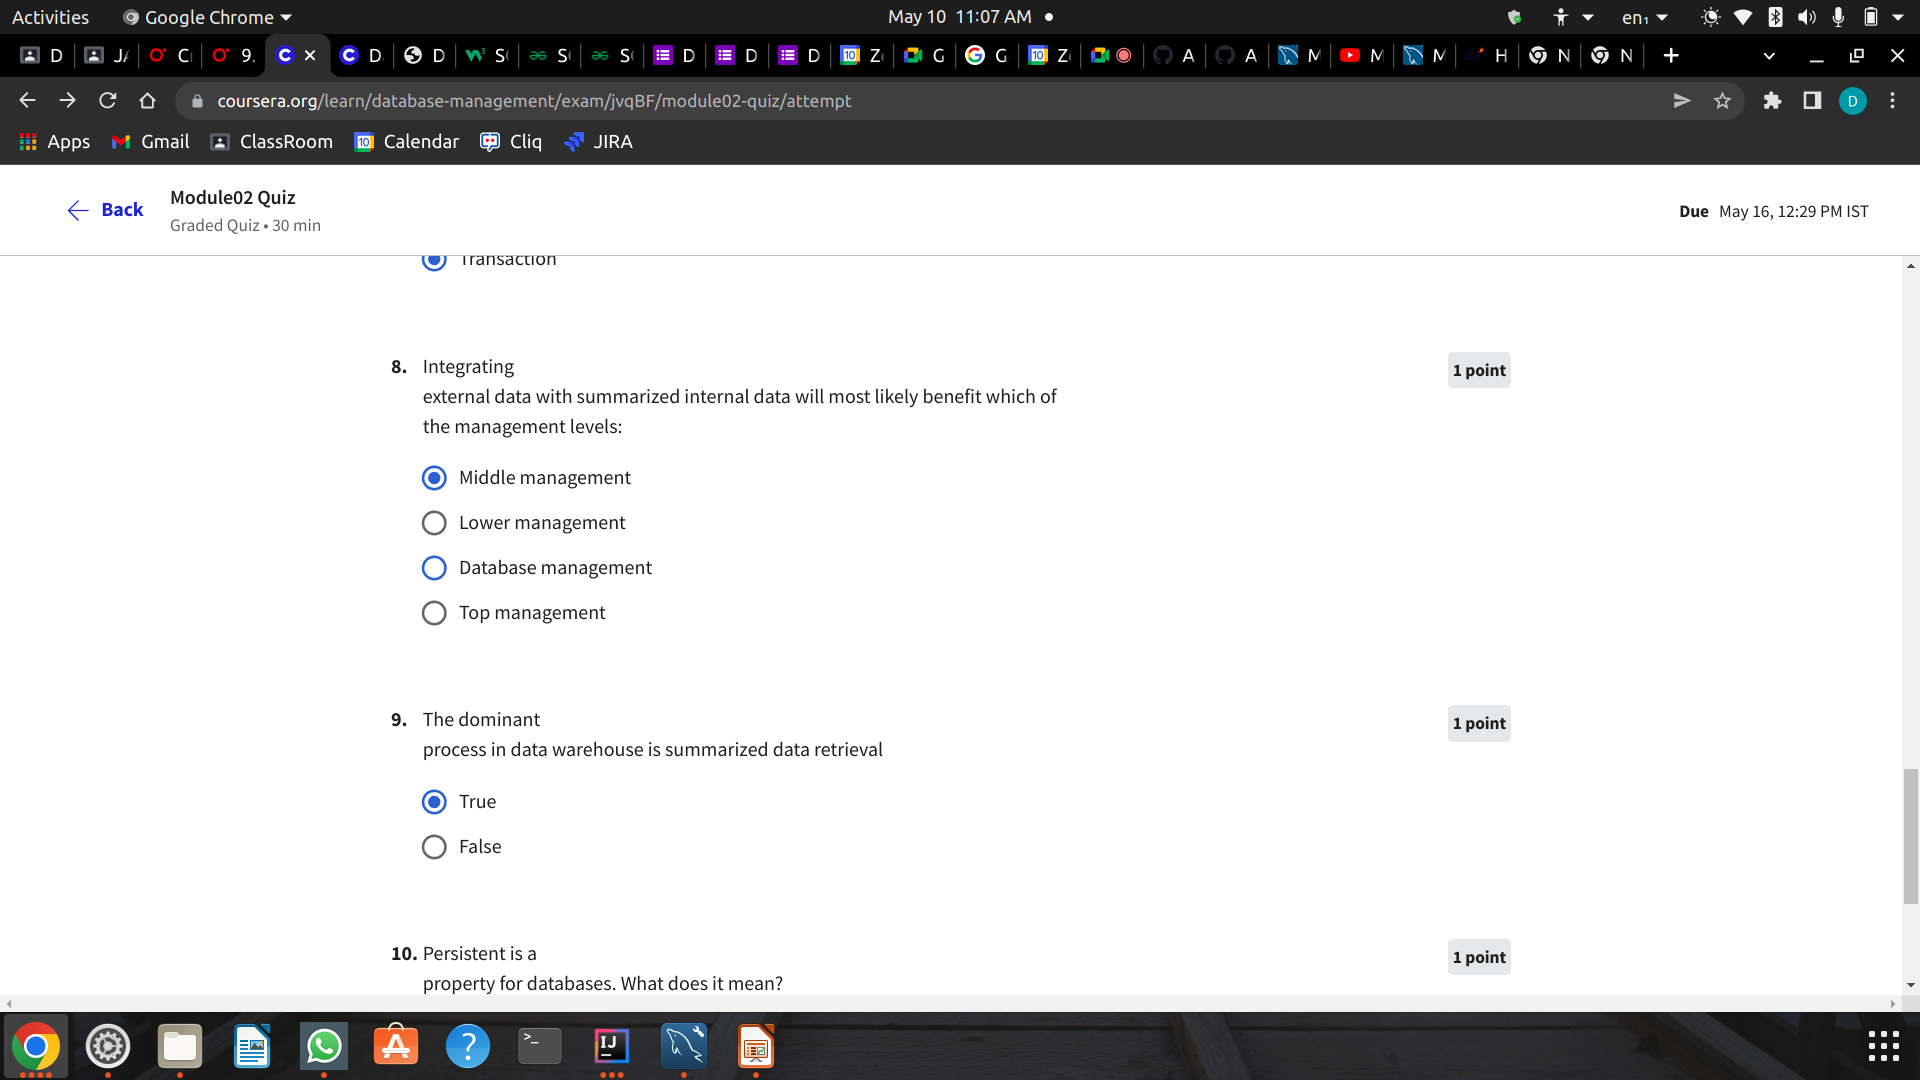 Activities Google Chrome May 10 11:07 AM en₁
D JA C 9. D D S S S D D D Z G G Z A A M M M H N N
coursera.org/learn/database-management/exam/jvqBF/module02-quiz/attempt D
Apps Gmail ClassRoom 10 Calendar Cliq JIRA
Back
Module02 Quiz
Graded Quiz • 30 min
Due May 16, 12:29 PM IST
Transaction
8. Integrating
external data with summarized internal data will most likely benefit which of
the management levels:
1 point
Middle management
Lower management
Database management
Top management
9. The dominant
process in data warehouse is summarized data retrieval
1 point
True
False
10. Persistent is a
property for databases. What does it mean?
1 point